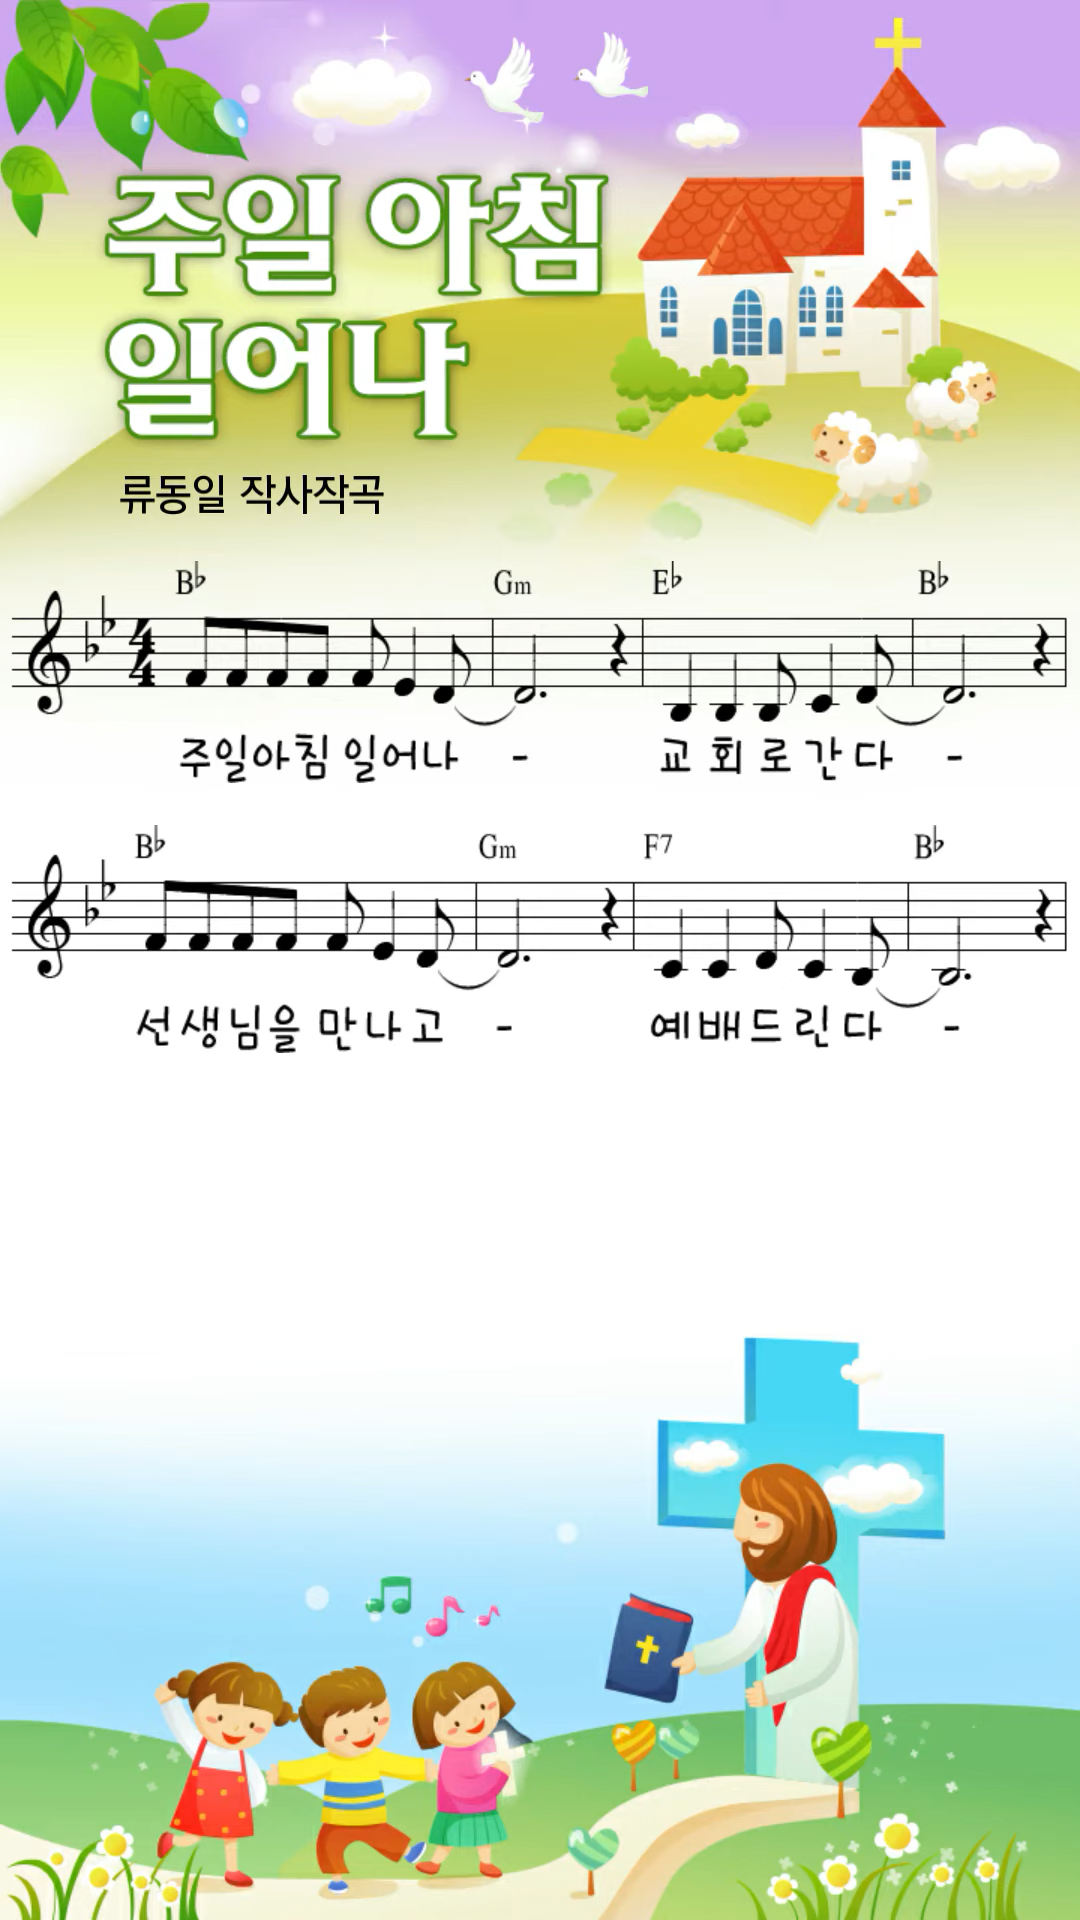 주일 아침
일어나
류동일 작사작곡
B♭ Gm E♭ B♭
4
4
주일아침 일어나 - 교회로간다 -
B♭ Gm F7 B♭
선생님을 만나고 - 예배드린다 -